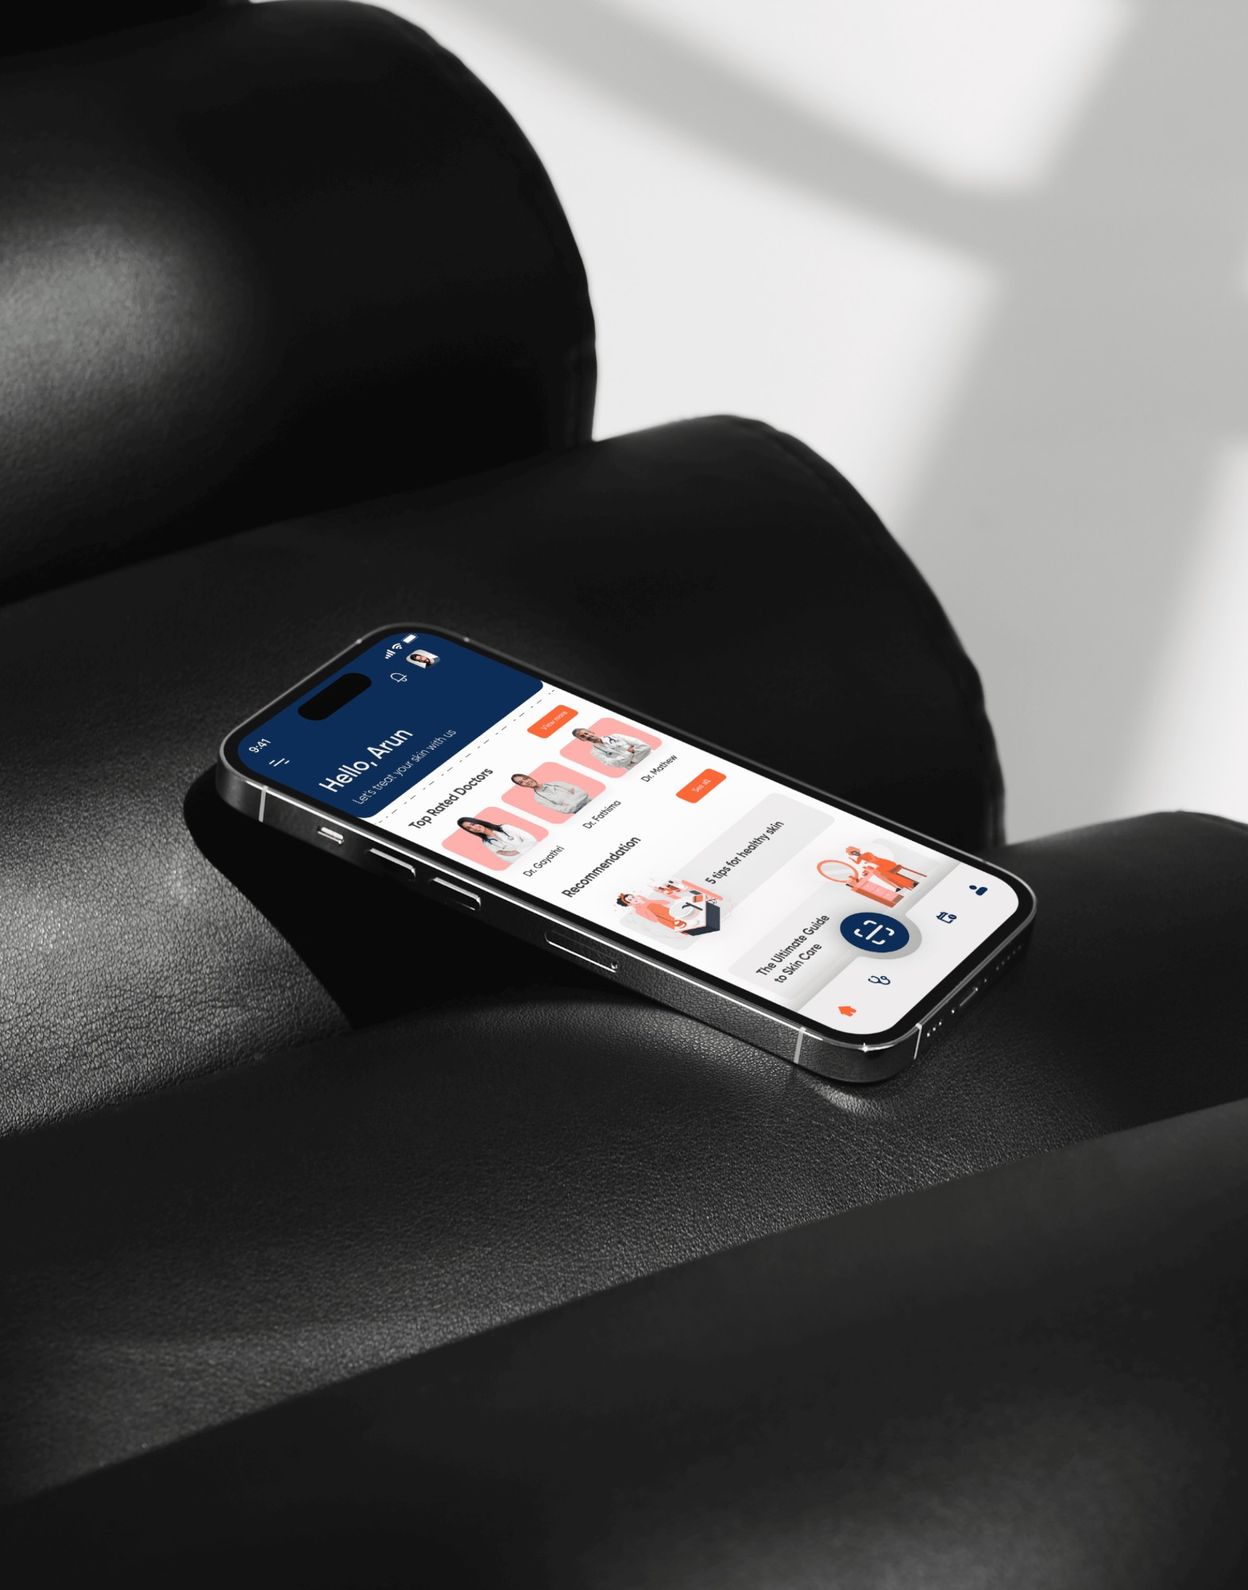 9:41
Hello, Arun
Let's treat your skin with us
Top Rated Doctors
View more
Dr. Gayathri
Dr. Fathima
Dr. Mathew
Recommendation
See all
5 tips for healthy skin
The Ultimate Guide
to Skin Care